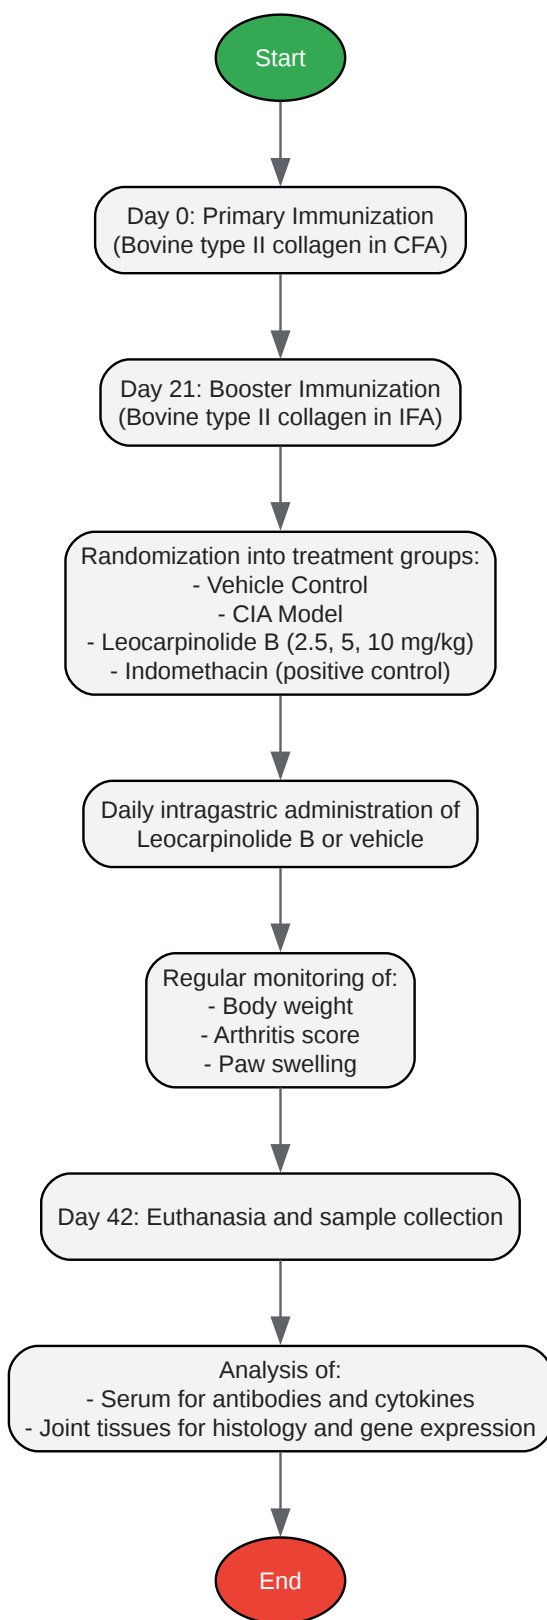 Start
Day 0: Primary Immunization
(Bovine type II collagen in CFA)
Day 21: Booster Immunization
(Bovine type II collagen in IFA)
Randomization into treatment groups:
- Vehicle Control
- CIA Model
- Leocarpinolide B (2.5, 5, 10 mg/kg)
- Indomethacin (positive control)
Daily intragastric administration of
Leocarpinolide B or vehicle
Regular monitoring of:
- Body weight
- Arthritis score
- Paw swelling
Day 42: Euthanasia and sample collection
Analysis of:
- Serum for antibodies and cytokines
- Joint tissues for histology and gene expression
End